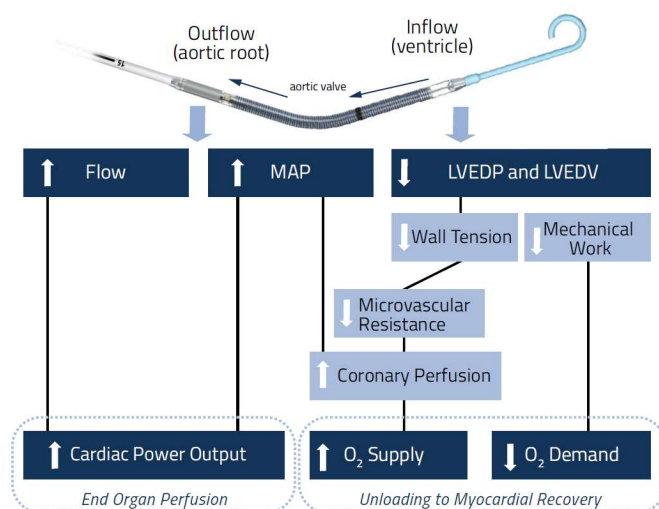 Outflow
(aortic root)
Inflow
(ventricle)
aortic valve
15
Flow
MAP
LVEDP and LVEDV
Wall Tension
Mechanical
Work
Microvascular
Resistance
Coronary Perfusion
Cardiac Power Output
O₂ Supply
O₂ Demand
End Organ Perfusion
Unloading to Myocardial Recovery